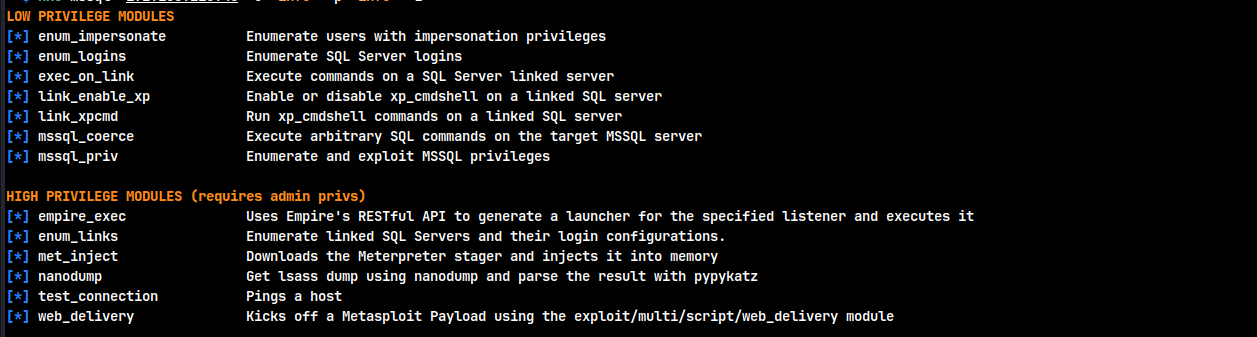 LOW PRIVILEGE MODULES
[*] enum_impersonate Enumerate users with impersonation privileges
[*] enum_logins Enumerate SQL Server logins
[*] exec_on_link Execute commands on a SQL Server linked server
[*] link_enable_xp Enable or disable xp_cmdshell on a linked SQL server
[*] link_xpcmd Run xp_cmdshell commands on a linked SQL server
[*] mssql_coerce Execute arbitrary SQL commands on the target MSSQL server
[*] mssql_priv Enumerate and exploit MSSQL privileges
HIGH PRIVILEGE MODULES (requires admin privs)
[*] empire_exec Uses Empire's RESTful API to generate a launcher for the specified listener and executes it
[*] enum_links Enumerate linked SQL Servers and their login configurations.
[*] met_inject Downloads the Meterpreter stager and injects it into memory
[*] nanodump Get lsass dump using nanodump and parse the result with pypykatz
[*] test_connection Pings a host
[*] web_delivery Kicks off a Metasploit Payload using the exploit/multi/script/web_delivery module